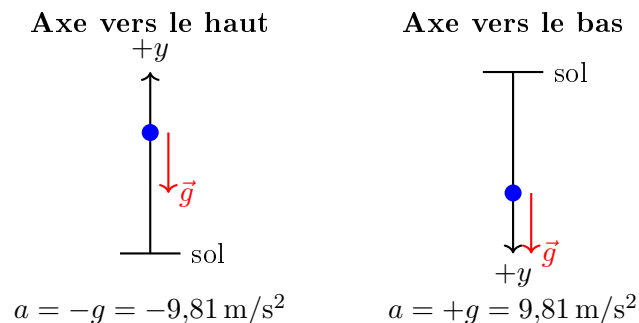 Axe vers le haut
+y
g⃗
sol
a = −g = −9,81 m/s²
Axe vers le bas
sol
g⃗
+y
a = +g = 9,81 m/s²